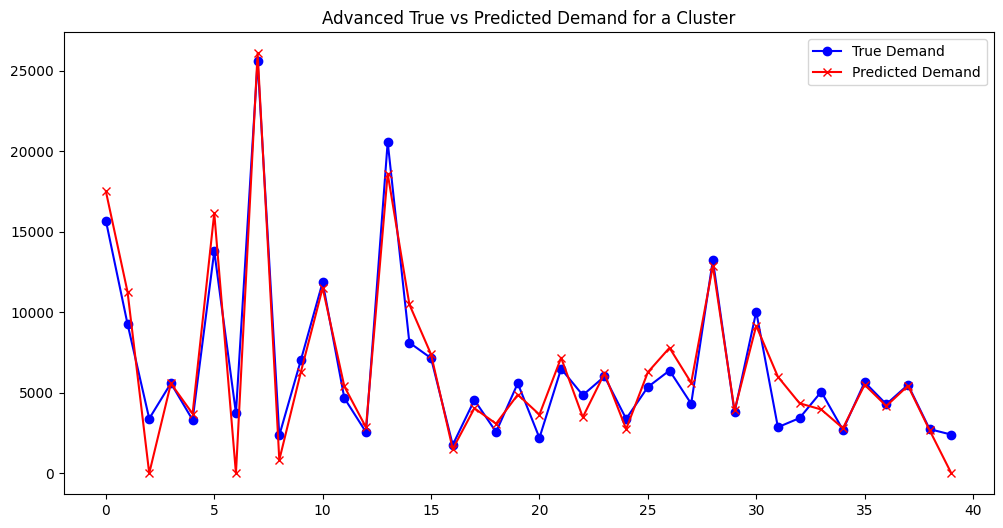 Advanced True vs Predicted Demand for a Cluster
True Demand
Predicted Demand
25000
20000
15000
10000
5000
0
0 5 10 15 20 25 30 35 40